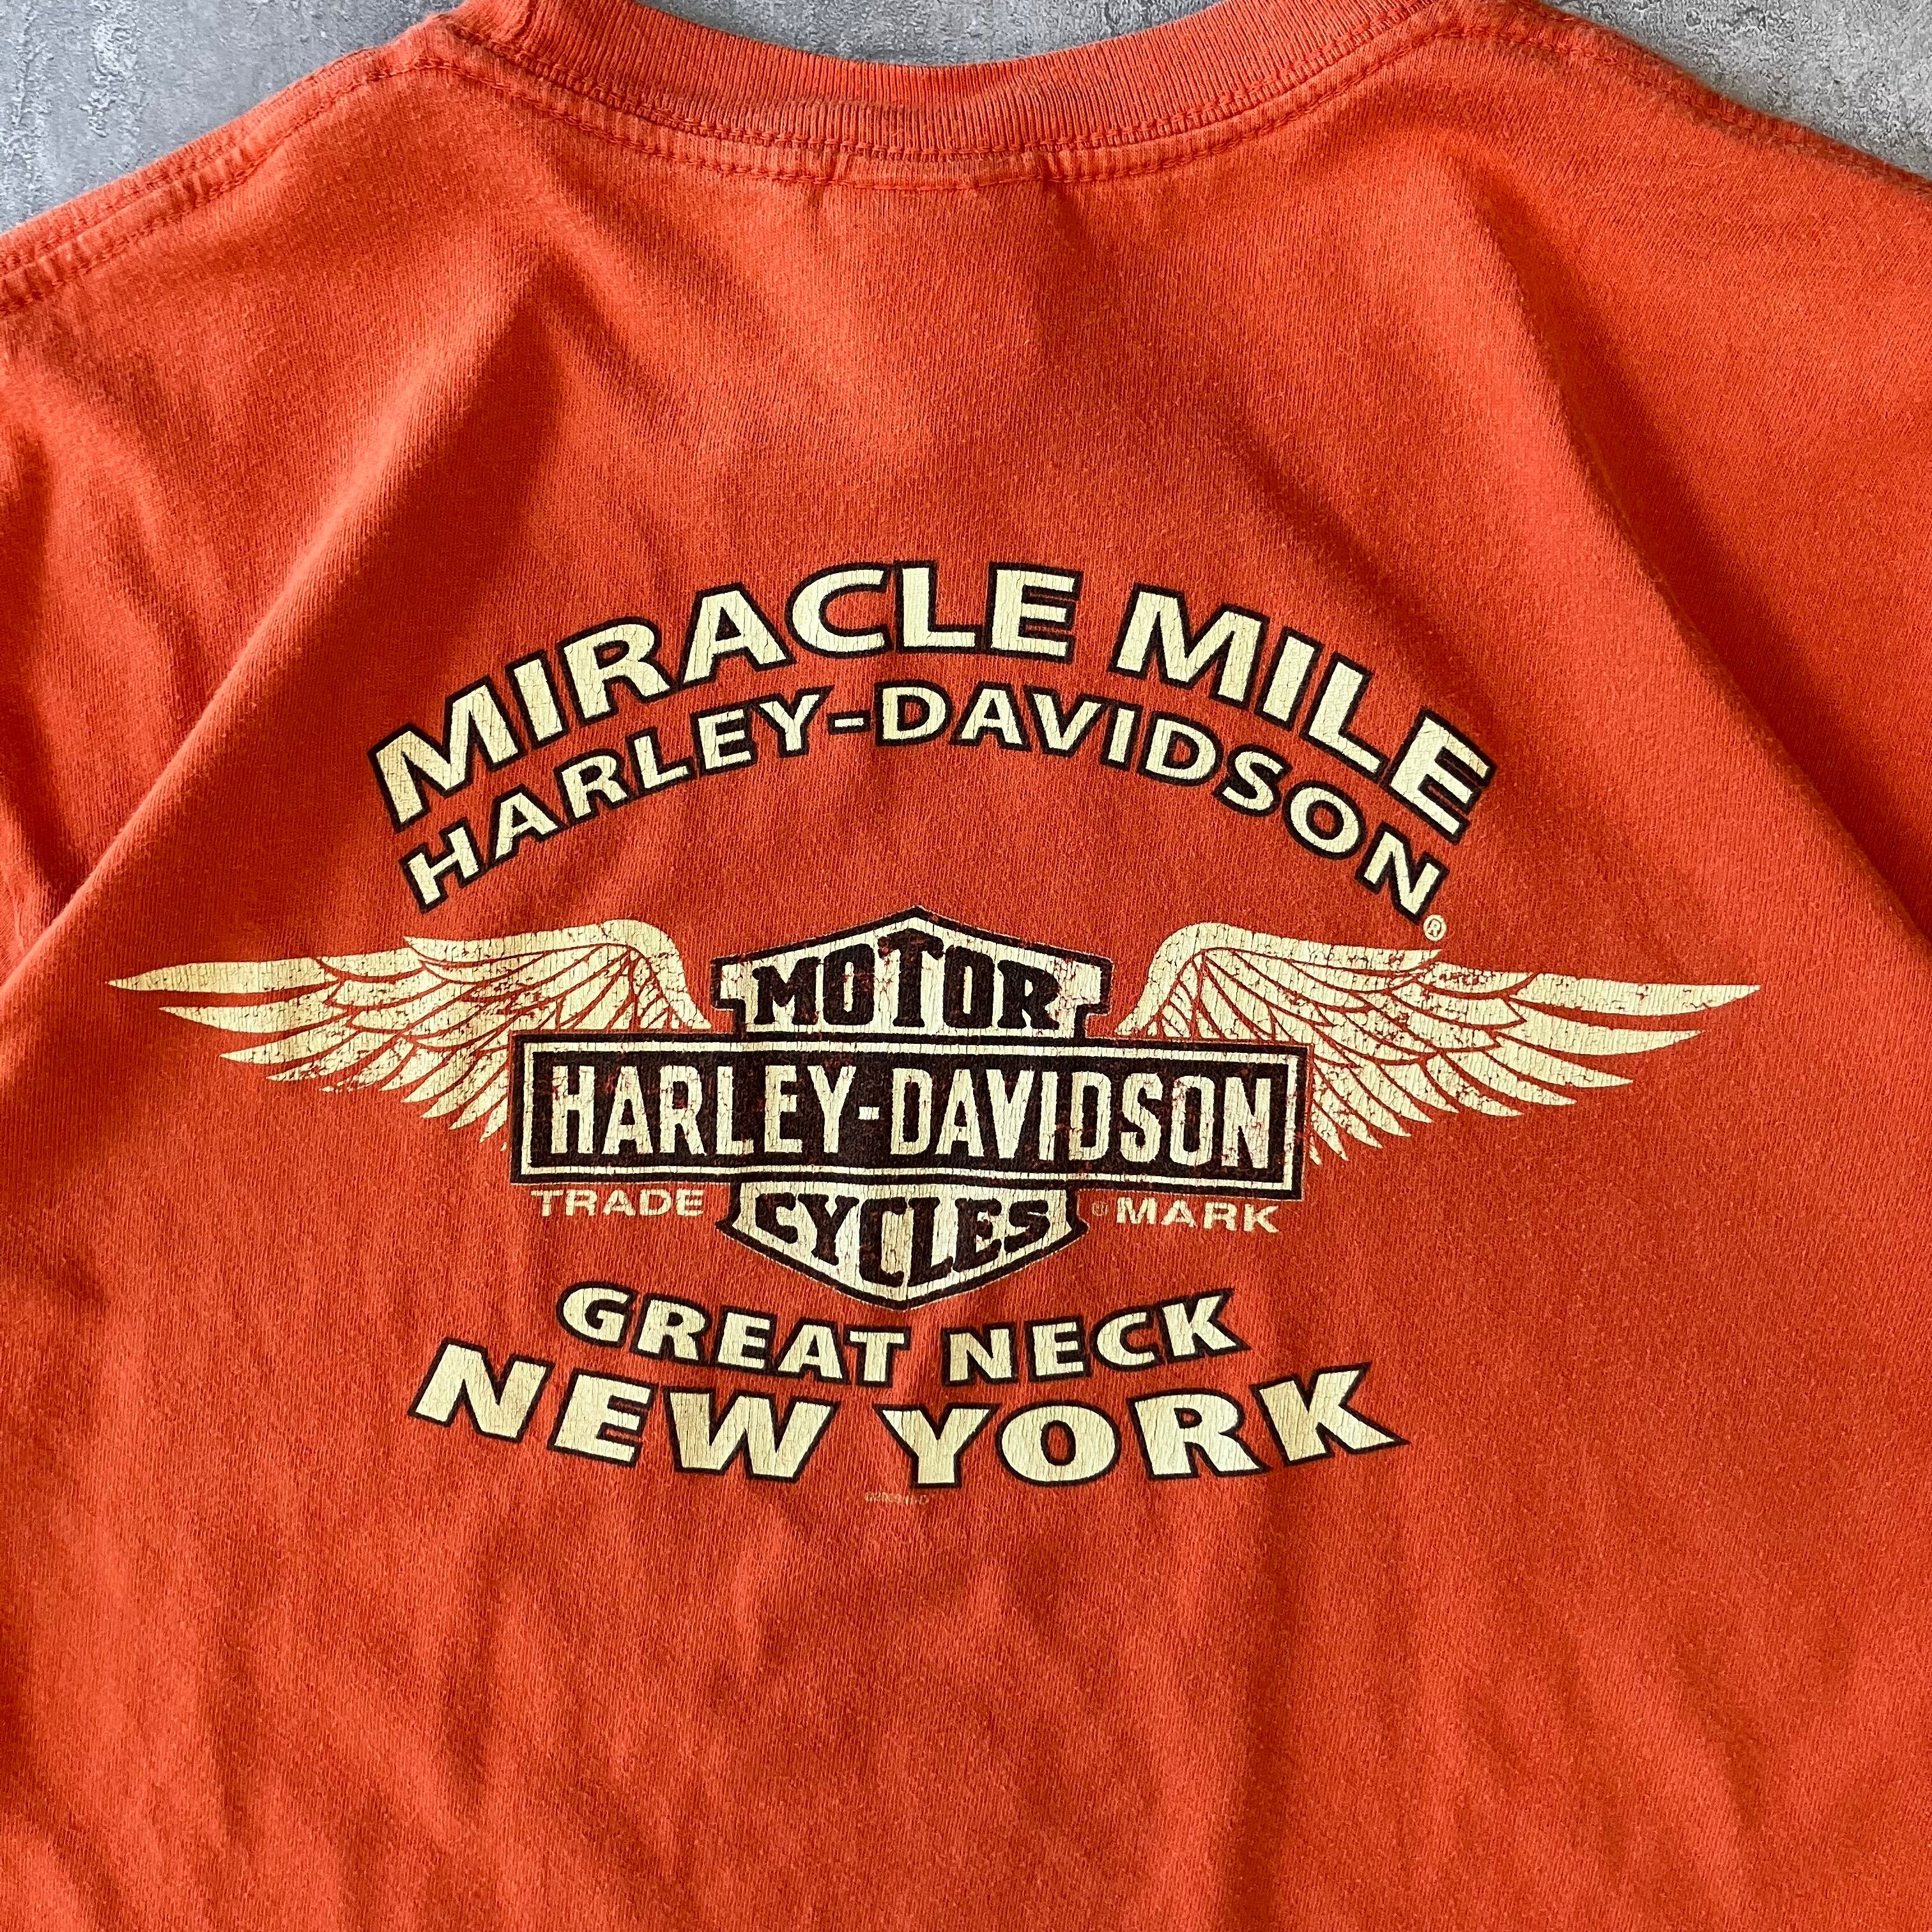 MIRACLE MILE
HARLEY-DAVIDSON®
MOTOR
HARLEY-DAVIDSON
TRADE ® MARK
CYCLES
GREAT NECK
NEW YORK